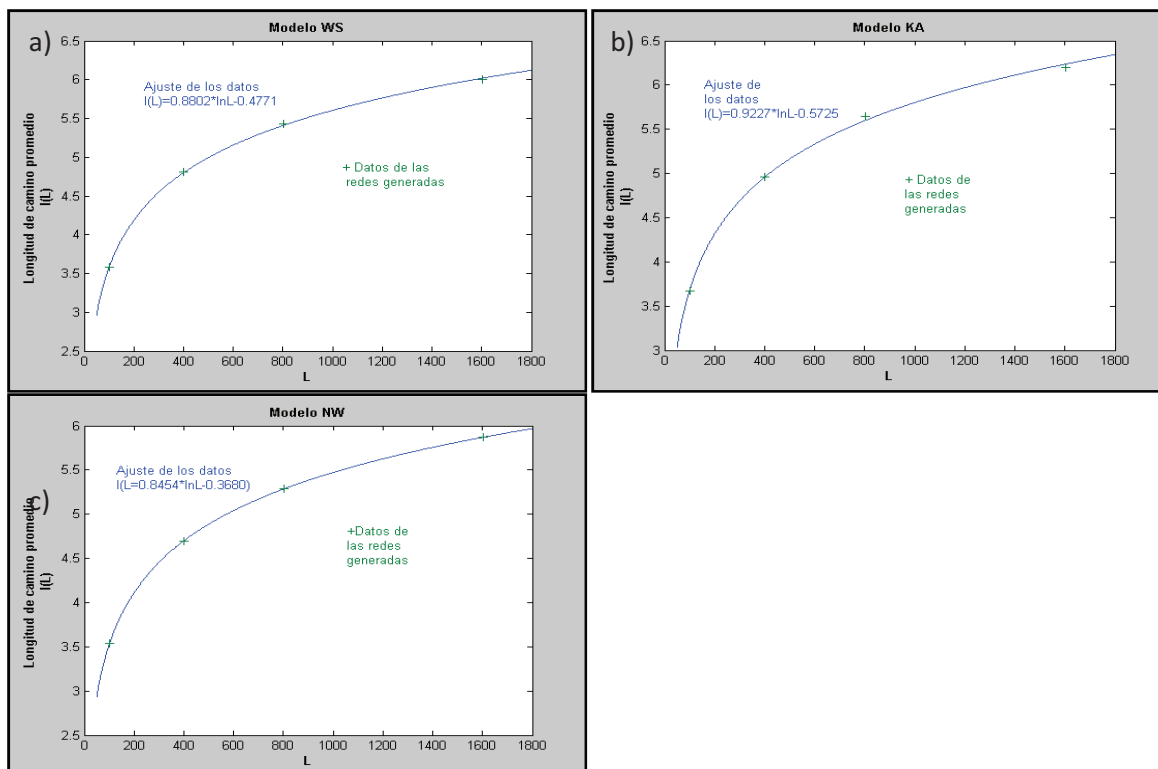 a)
Modelo WS
6.5
6
5.5
5
4.5
4
3.5
3
2.5
Longitud de camino promedio
l(L)
Ajuste de los datos
l(L)=0.8802*lnL-0.4771
+ Datos de las
redes generadas
0 200 400 600 800 1000 1200 1400 1600 1800
L
b)
Modelo KA
6.5
6
5.5
5
4.5
4
3.5
3
Longitud de camino promedio
l(L)
Ajuste de
los datos
l(L)=0.9227*lnL-0.5725
+ Datos de
las redes
generadas
0 200 400 600 800 1000 1200 1400 1600 1800
L
c)
Modelo NW
6
5.5
5
4.5
4
3.5
3
2.5
Longitud de camino promedio
l(L)
Ajuste de los datos
l(L=0.8454*lnL-0.3680)
+Datos de
las redes
generadas
0 200 400 600 800 1000 1200 1400 1600 1800
L